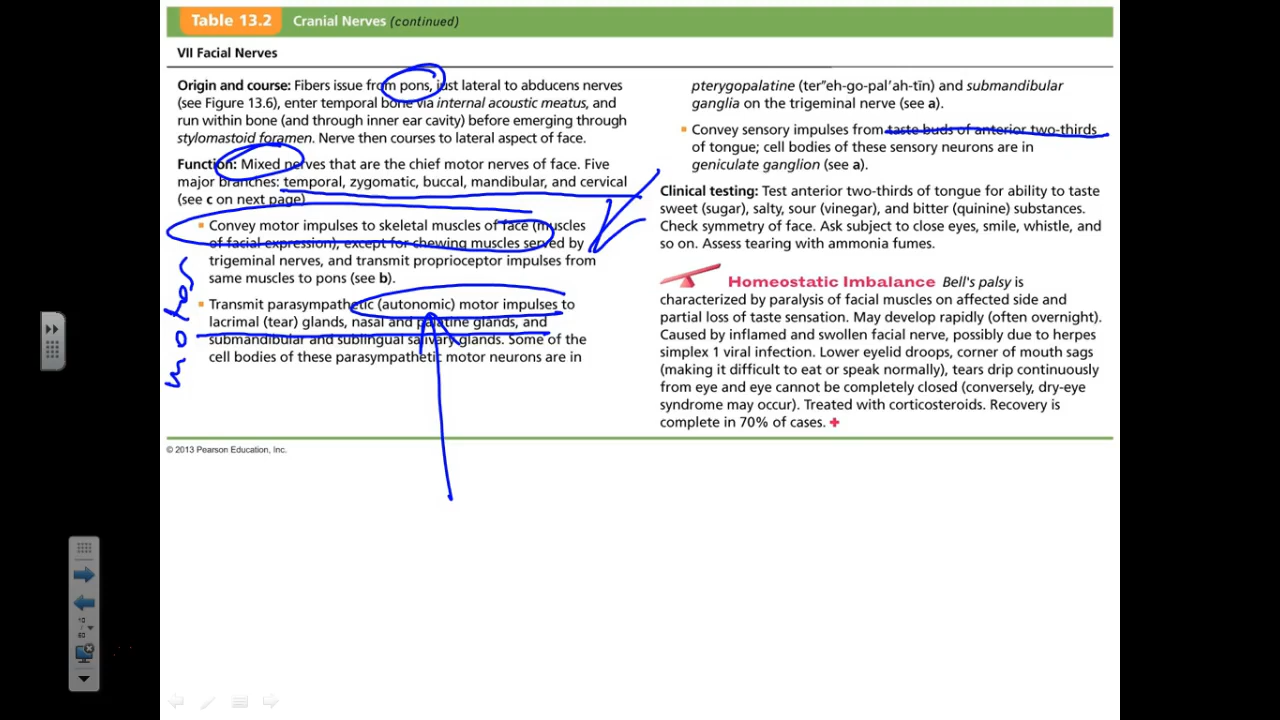 Table 13.2 Cranial Nerves (continued)
VII Facial Nerves
Origin and course: Fibers issue from pons, just lateral to abducens nerves
(see Figure 13.6), enter temporal bone via internal acoustic meatus, and
run within bone (and through inner ear cavity) before emerging through
stylomastoid foramen. Nerve then courses to lateral aspect of face.
Function: Mixed nerves that are the chief motor nerves of face. Five
major branches: temporal, zygomatic, buccal, mandibular, and cervical
(see c on next page)
Convey motor impulses to skeletal muscles of face (muscles
of facial expression), except for chewing muscles served by
trigeminal nerves, and transmit proprioceptor impulses from
same muscles to pons (see b).
Transmit parasympathetic (autonomic) motor impulses to
lacrimal (tear) glands, nasal and palatine glands, and
submandibular and sublingual salivary glands. Some of the
cell bodies of these parasympathetic motor neurons are in
motor
pterygopalatine (ter″eh-go-pal′ah-tīn) and submandibular
ganglia on the trigeminal nerve (see a).
Convey sensory impulses from taste buds of anterior two-thirds
of tongue; cell bodies of these sensory neurons are in
geniculate ganglion (see a).
Clinical testing: Test anterior two-thirds of tongue for ability to taste
sweet (sugar), salty, sour (vinegar), and bitter (quinine) substances.
Check symmetry of face. Ask subject to close eyes, smile, whistle, and
so on. Assess tearing with ammonia fumes.
Homeostatic Imbalance Bell's palsy is
characterized by paralysis of facial muscles on affected side and
partial loss of taste sensation. May develop rapidly (often overnight).
Caused by inflamed and swollen facial nerve, possibly due to herpes
simplex 1 viral infection. Lower eyelid droops, corner of mouth sags
(making it difficult to eat or speak normally), tears drip continuously
from eye and eye cannot be completely closed (conversely, dry-eye
syndrome may occur). Treated with corticosteroids. Recovery is
complete in 70% of cases.
© 2013 Pearson Education, Inc.